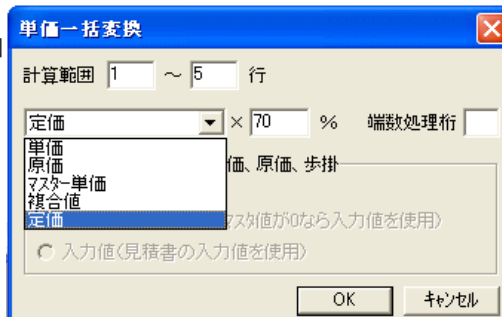 単価一括変換
計算範囲 1 ～ 5 行
定価 × 70 % 端数処理桁
単価
原価
マスター単価
複合値
定価
価、原価、歩掛
マスタ値が0なら入力値を使用)
入力値(見積書の入力値を使用)
OK キャンセル